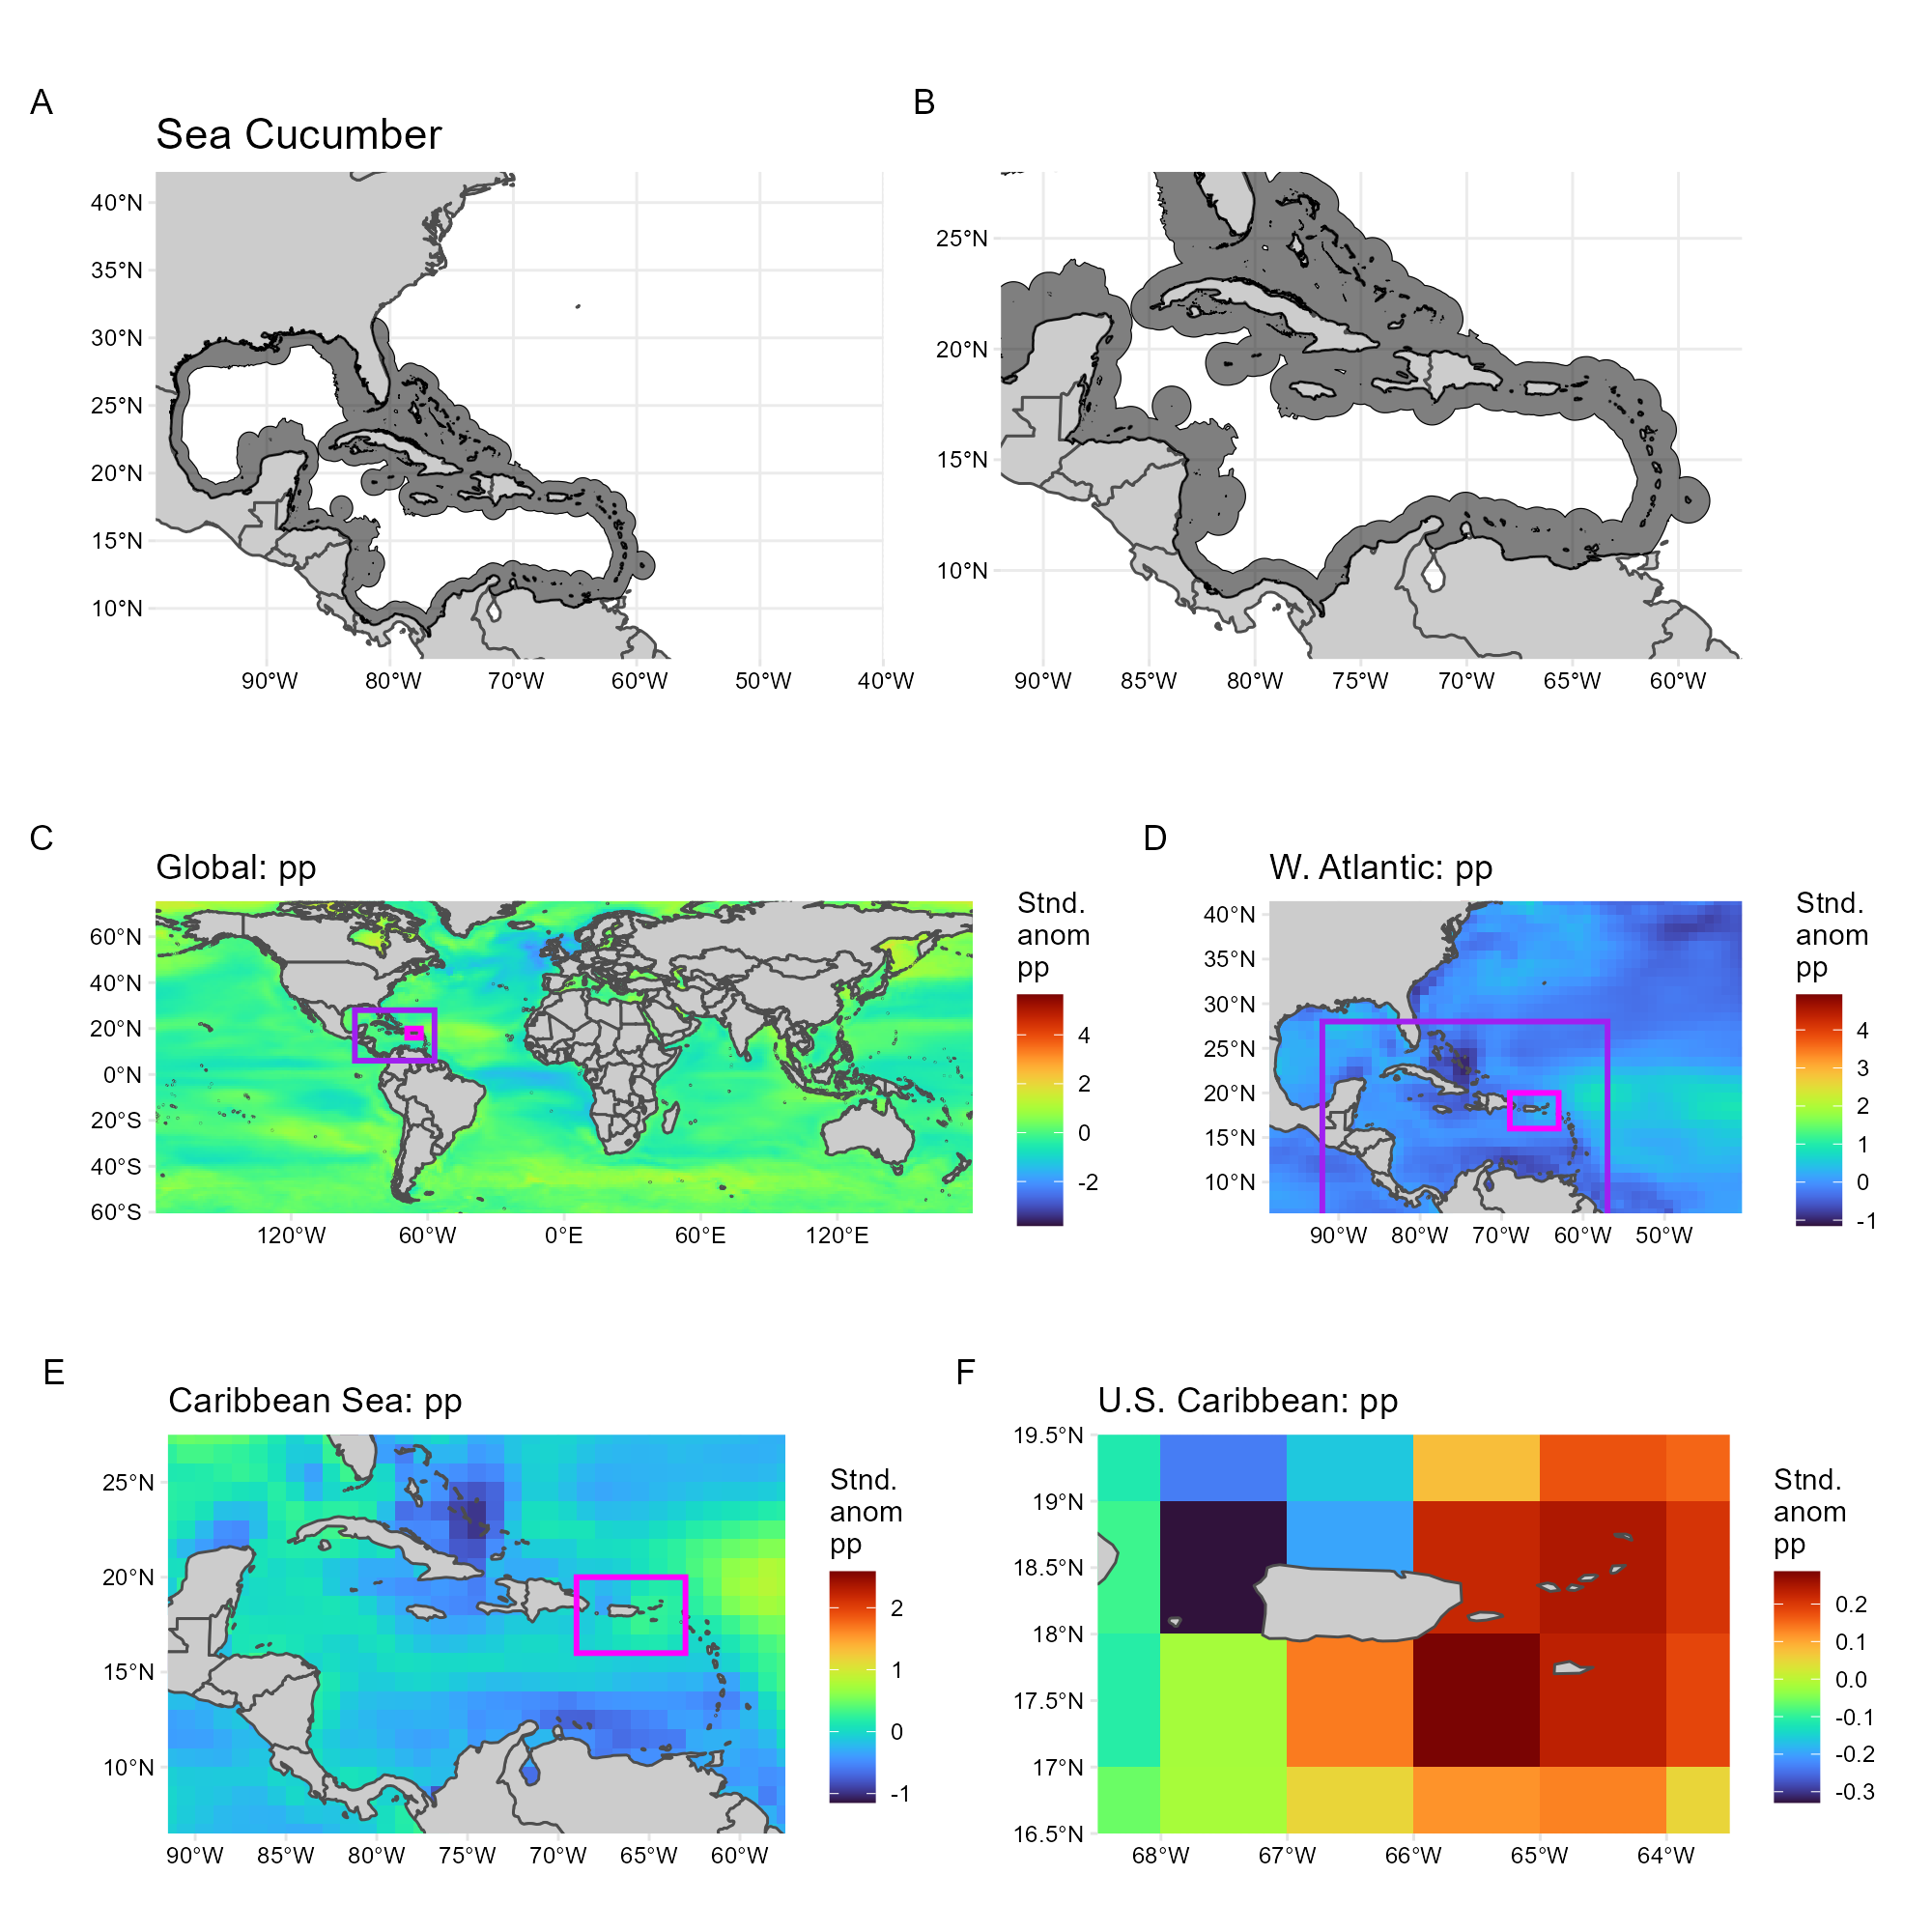 A
B
Sea Cucumber
40°N
35°N
30°N
25°N
20°N
15°N
10°N
90°W 80°W 70°W 60°W 50°W 40°W
25°N
20°N
15°N
10°N
90°W 85°W 80°W 75°W 70°W 65°W 60°W
C
Global: pp
60°N
40°N
20°N
0°N
20°S
40°S
60°S
120°W 60°W 0°E 60°E 120°E
Stnd.
anom
pp
4
2
0
-2
D
W. Atlantic: pp
40°N
35°N
30°N
25°N
20°N
15°N
10°N
90°W 80°W 70°W 60°W 50°W
Stnd.
anom
pp
4
3
2
1
0
-1
E
Caribbean Sea: pp
25°N
20°N
15°N
10°N
90°W 85°W 80°W 75°W 70°W 65°W 60°W
Stnd.
anom
pp
2
1
0
-1
F
U.S. Caribbean: pp
19.5°N
19°N
18.5°N
18°N
17.5°N
17°N
16.5°N
68°W 67°W 66°W 65°W 64°W
Stnd.
anom
pp
0.2
0.1
0.0
-0.1
-0.2
-0.3